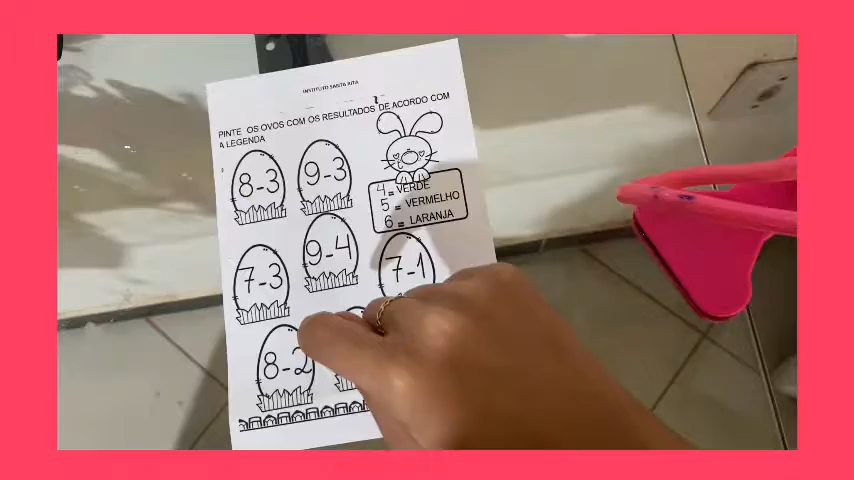 INSTITUTO SANTA RITA
PINTE OS OVOS COM OS RESULTADOS DE ACORDO COM
A LEGENDA
8-3
9-3
4 = VERDE
5 = VERMELHO
6 = LARANJA
9-4
7-3
7-1
8-2